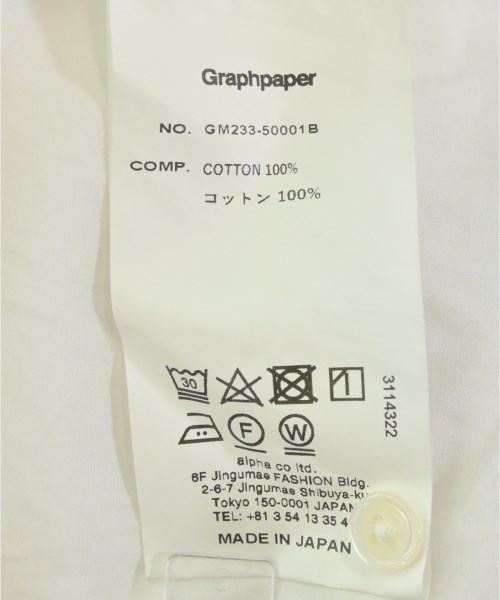 Graphpaper
NO. GM233-50001B
COMP. COTTON 100%
コットン 100%
30
F W
3114322
alpha co ltd.
6F Jingumae FASHION Bldg.
2-6-7 Jingumae Shibuya-ku
Tokyo 150-0001 JAPAN
TEL: +81 3 54 13 35 4
MADE IN JAPAN